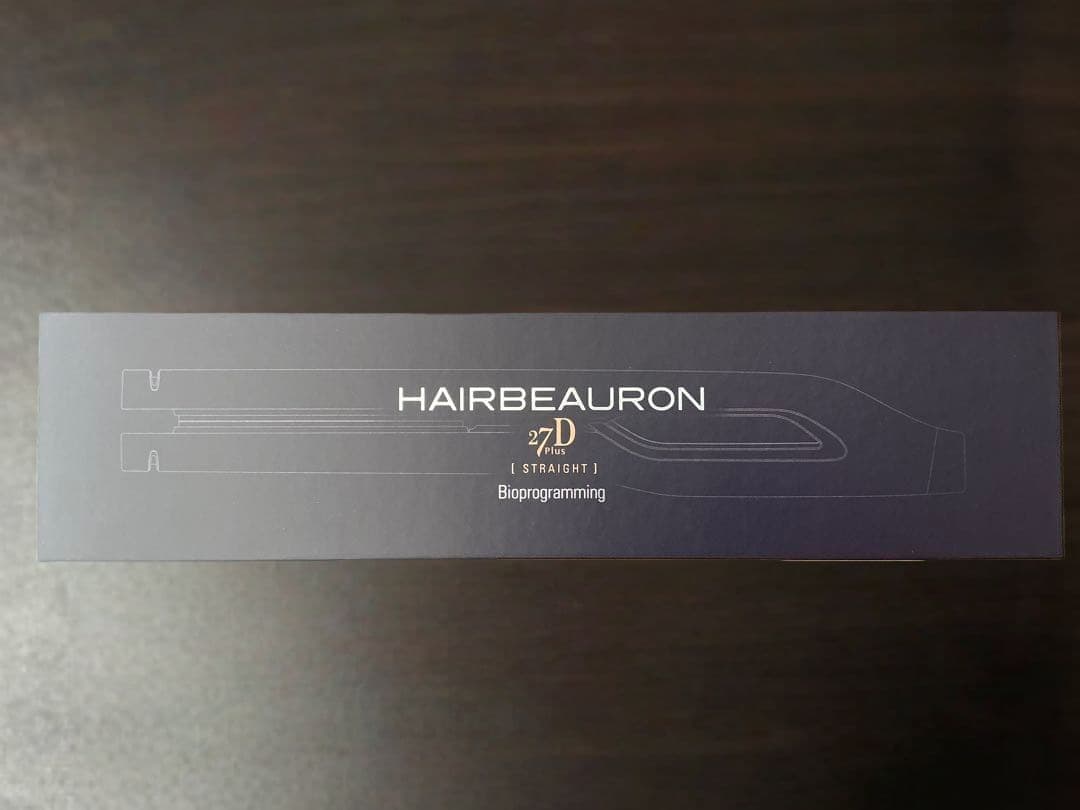 HAIRBEAURON
27D
Plus
[ STRAIGHT ]
Bioprogramming